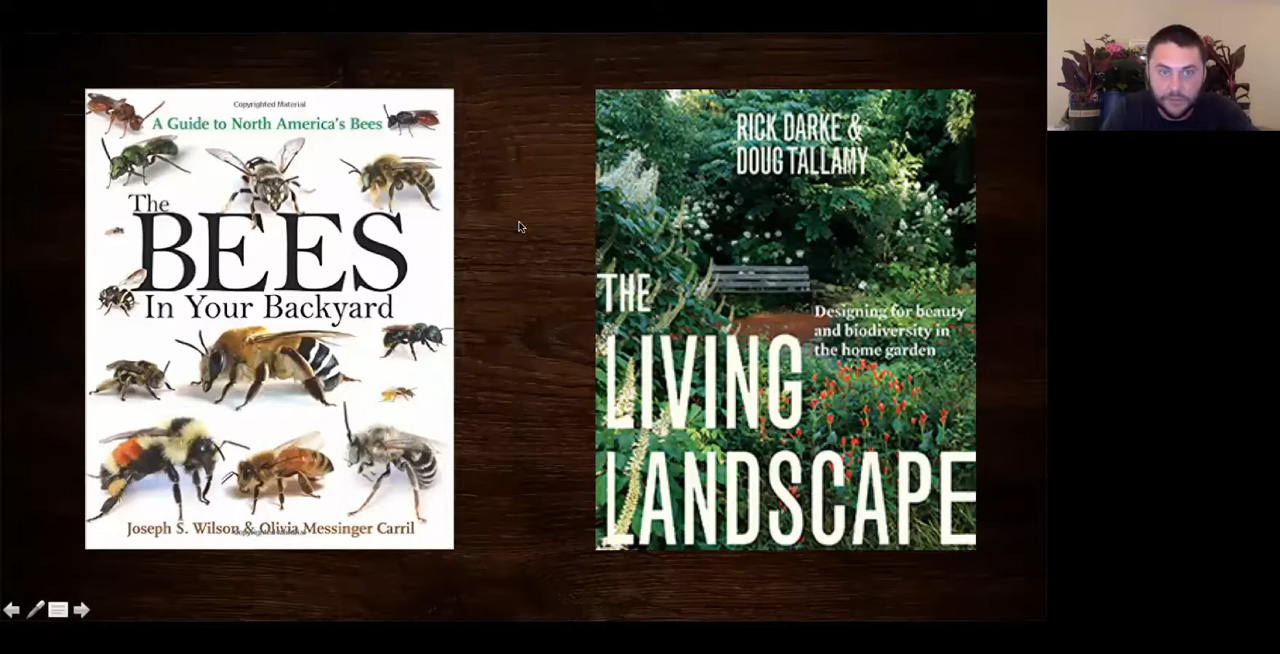 Copyrighted Material
A Guide to North America's Bees
The
BEES
In Your Backyard
Joseph S. Wilson & Olivia Messinger Carril
RICK DARKE &
DOUG TALLAMY
THE
Designing for beauty
and biodiversity in
the home garden
LIVING
LANDSCAPE